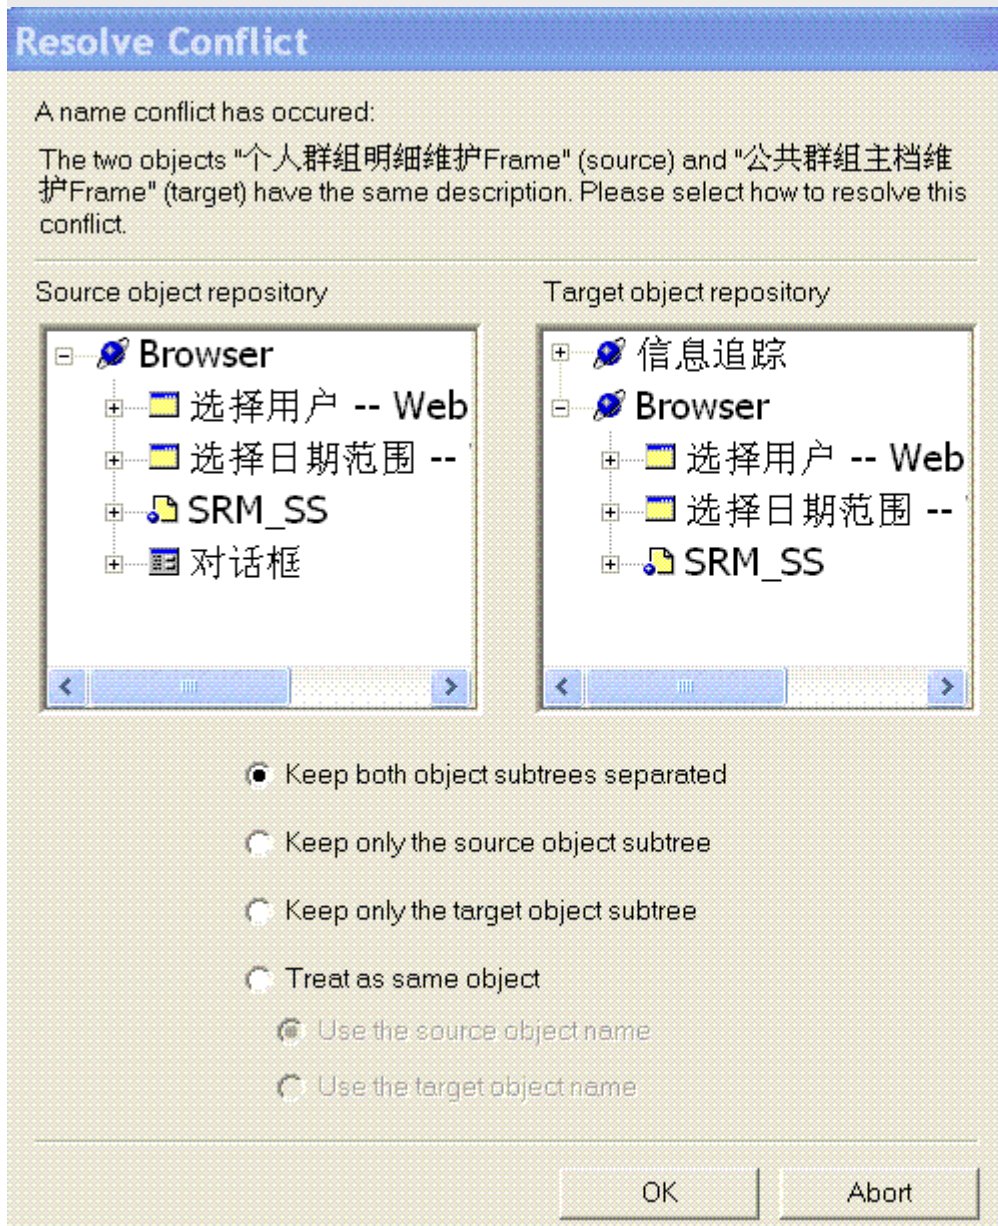 Resolve Conflict
A name conflict has occured:
The two objects "个人群组明细维护Frame" (source) and "公共群组主档维
护Frame" (target) have the same description. Please select how to resolve this
conflict.
Source object repository
Target object repository
Browser
选择用户 -- Web
选择日期范围 --
SRM_SS
对话框
信息追踪
Browser
选择用户 -- Web
选择日期范围 --
SRM_SS
Keep both object subtrees separated
Keep only the source object subtree
Keep only the target object subtree
Treat as same object
Use the source object name
Use the target object name
OK
Abort